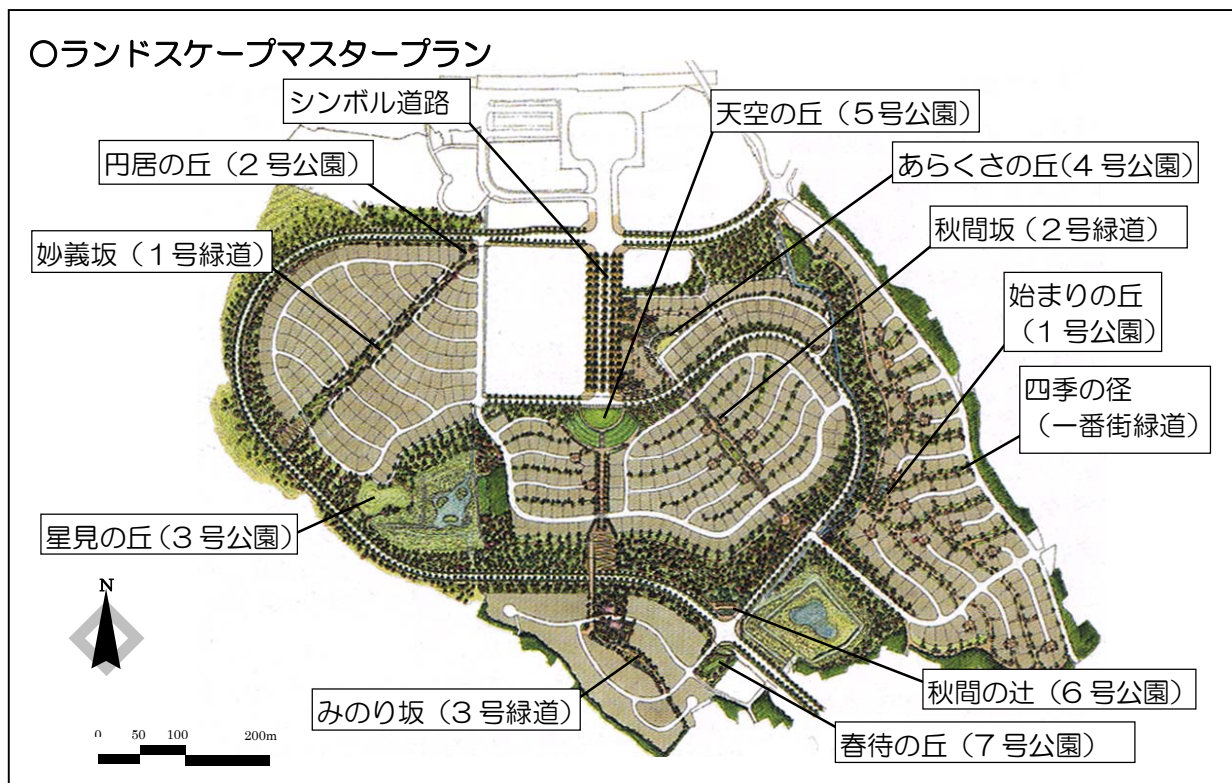 〇ランドスケープマスタープラン
シンボル道路
天空の丘（５号公園）
円居の丘（２号公園）
あらくさの丘(４号公園)
妙義坂（１号緑道）
秋間坂（２号緑道）
始まりの丘
（１号公園）
四季の径
（一番街緑道）
星見の丘（３号公園）
N
みのり坂（３号緑道）
秋間の辻（６号公園）
春待の丘（７号公園）
0 50 100 200m